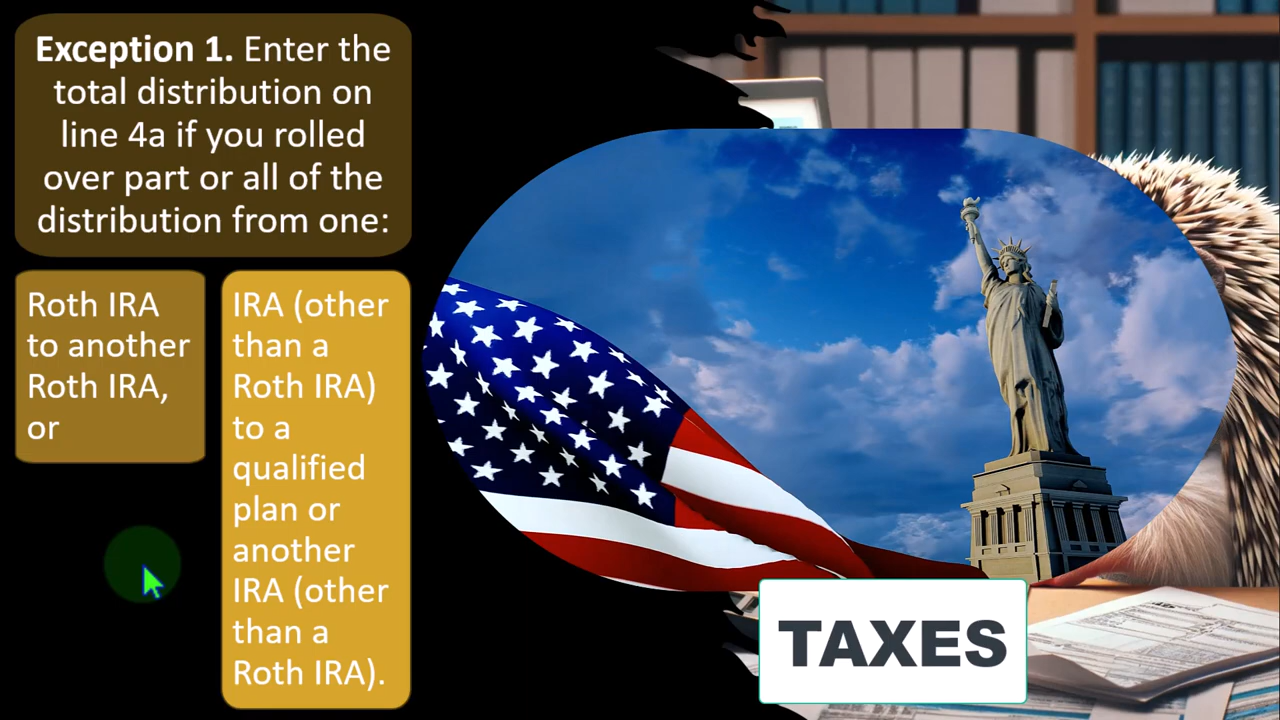 Exception 1. Enter the
total distribution on
line 4a if you rolled
over part or all of the
distribution from one:
Roth IRA
to another
Roth IRA,
or
IRA (other
than a
Roth IRA)
to a
qualified
plan or
another
IRA (other
than a
Roth IRA).
TAXES